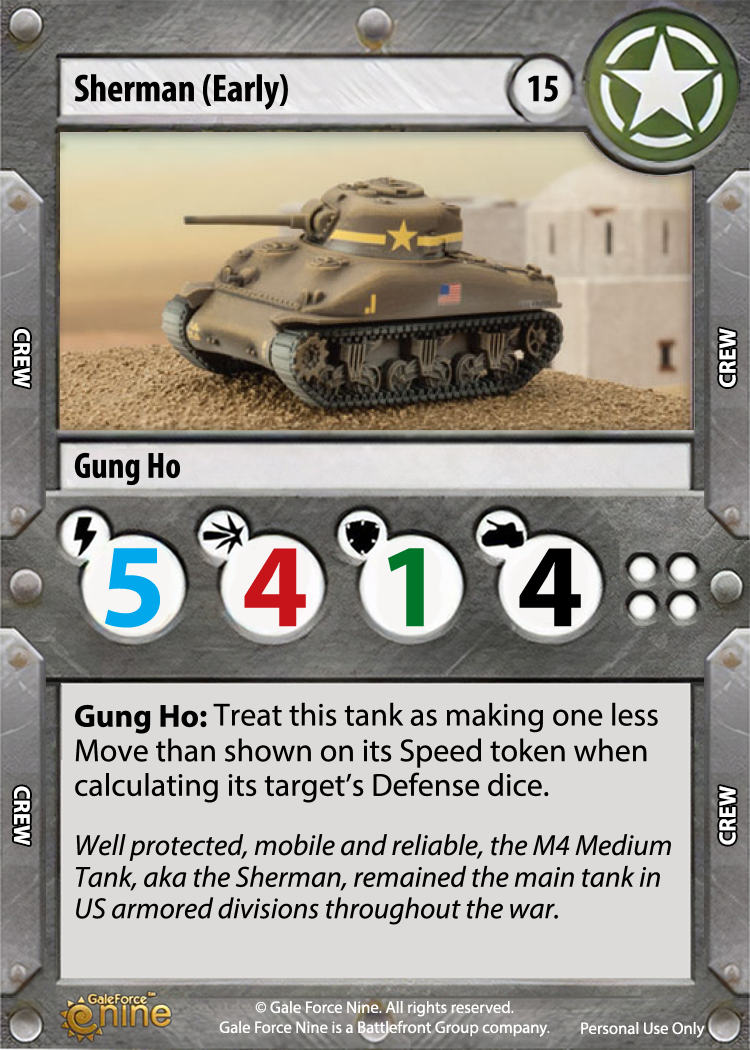 Sherman (Early)
15
J
CREW
CREW
Gung Ho
5
4
1
4
Gung Ho: Treat this tank as making one less
Move than shown on its Speed token when
calculating its target's Defense dice.
CREW
CREW
Well protected, mobile and reliable, the M4 Medium
Tank, aka the Sherman, remained the main tank in
US armored divisions throughout the war.
GaleForce™
nine
© Gale Force Nine. All rights reserved.
Gale Force Nine is a Battlefront Group company.
Personal Use Only